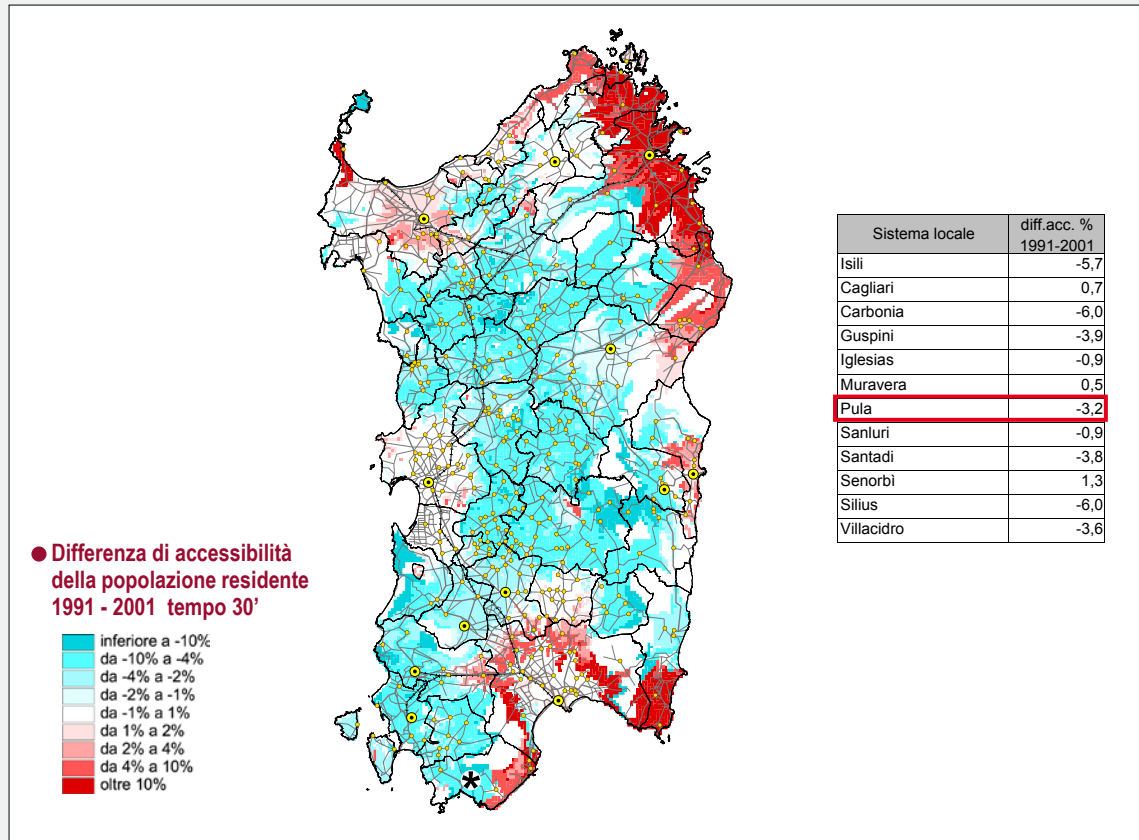 Sistema locale diff.acc. % 1991-2001
Isili -5,7
Cagliari 0,7
Carbonia -6,0
Guspini -3,9
Iglesias -0,9
Muravera 0,5
Pula -3,2
Sanluri -0,9
Santadi -3,8
Senorbì 1,3
Silius -6,0
Villacidro -3,6
Differenza di accessibilità
della popolazione residente
1991 - 2001 tempo 30’
inferiore a -10%
da -10% a -4%
da -4% a -2%
da -2% a -1%
da -1% a 1%
da 1% a 2%
da 2% a 4%
da 4% a 10%
oltre 10%
*